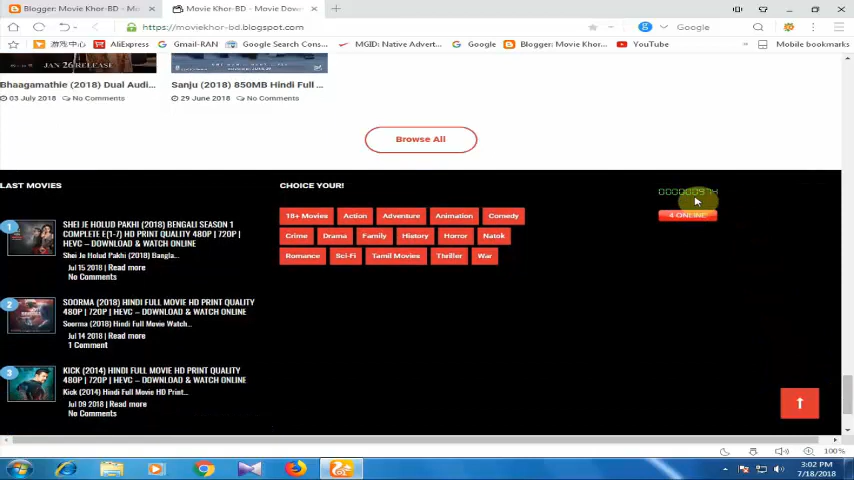 Blogger: Movie Khor-BD - Mo...
Movie Khor-BD - Movie Down...
https://moviekhor-bd.blogspot.com
Google
游戏中心
AliExpress
Gmail-RAN
Google Search Cons...
MGID: Native Advert...
Google
Blogger: Movie Khor...
YouTube
Mobile bookmarks
JAN 26 RELEASE
Bhaagamathie (2018) Dual Audi...
Sanju (2018) 850MB Hindi Full ...
03 July 2018 No Comments
29 June 2018 No Comments
Browse All
LAST MOVIES
1
SHEI JE HOLUD PAKHI (2018) BENGALI SEASON 1
COMPLETE E(1-7) HD PRINT QUALITY 480P | 720P |
HEVC – DOWNLOAD & WATCH ONLINE
Shei Je Holud Pakhi (2018) Bangla...
Jul 15 2018 | Read more
No Comments
2
SOORMA (2018) HINDI FULL MOVIE HD PRINT QUALITY
480P | 720P | HEVC – DOWNLOAD & WATCH ONLINE
Soorma (2018) Hindi Full Movie Watch...
Jul 14 2018 | Read more
1 Comment
3
KICK (2014) HINDI FULL MOVIE HD PRINT QUALITY
480P | 720P | HEVC – DOWNLOAD & WATCH ONLINE
Kick (2014) Hindi Full Movie HD Print...
Jul 09 2018 | Read more
No Comments
CHOICE YOUR!
18+ Movies Action Adventure Animation Comedy
Crime Drama Family History Horror Natok
Romance Sci-Fi Tamil Movies Thriller War
4 ONLINE
100%
3:02 PM
7/18/2018